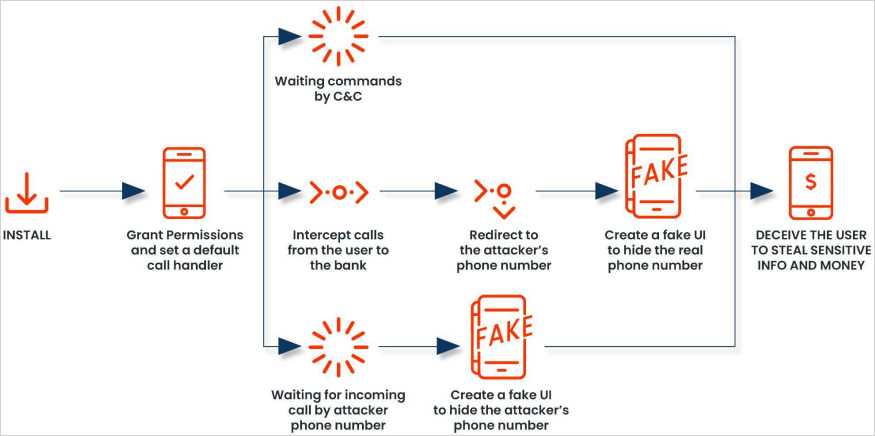 Waiting commands
by C&C
FAKE
$
INSTALL
Grant Permissions
and set a default
call handler
Intercept calls
from the user to
the bank
Redirect to
the attacker's
phone number
Create a fake UI
to hide the real
phone number
DECEIVE THE USER
TO STEAL SENSITIVE
INFO AND MONEY
FAKE
Waiting for incoming
call by attacker
phone number
Create a fake UI
to hide the attacker's
phone number